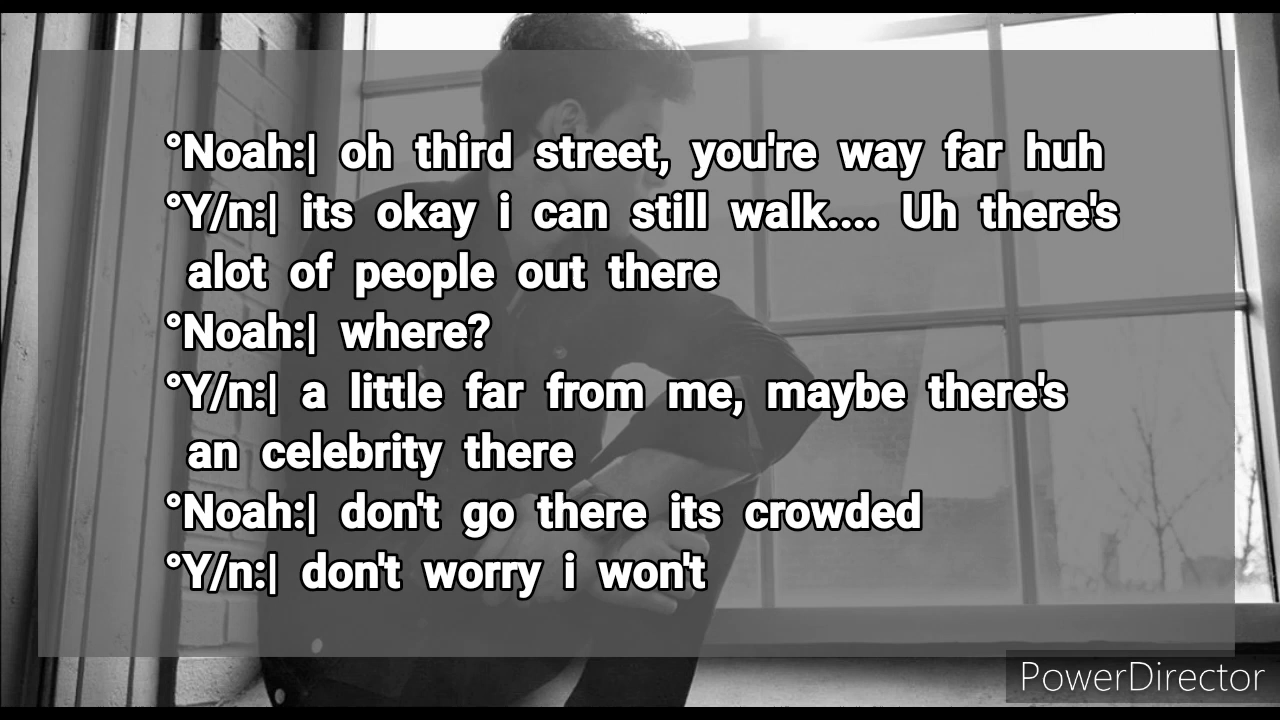 °Noah:| oh third street, you're way far huh
°Y/n:| its okay i can still walk.... Uh there's
alot of people out there
°Noah:| where?
°Y/n:| a little far from me, maybe there's
an celebrity there
°Noah:| don't go there its crowded
°Y/n:| don't worry i won't
PowerDirector